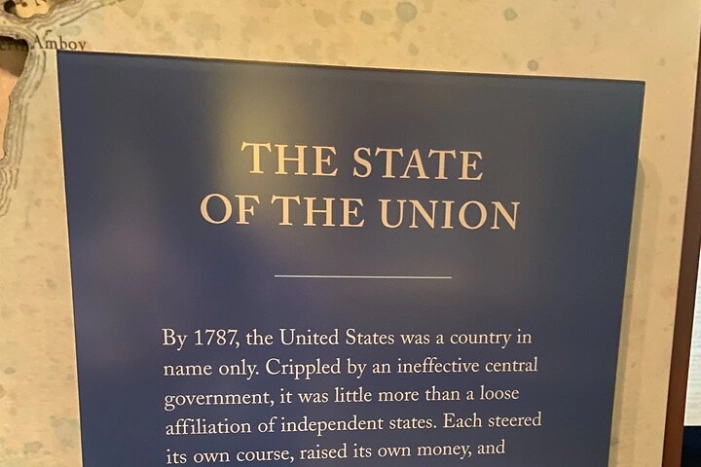 Amboy
THE STATE
OF THE UNION
By 1787, the United States was a country in
name only. Crippled by an ineffective central
government, it was little more than a loose
affiliation of independent states. Each steered
its own course, raised its own money, and